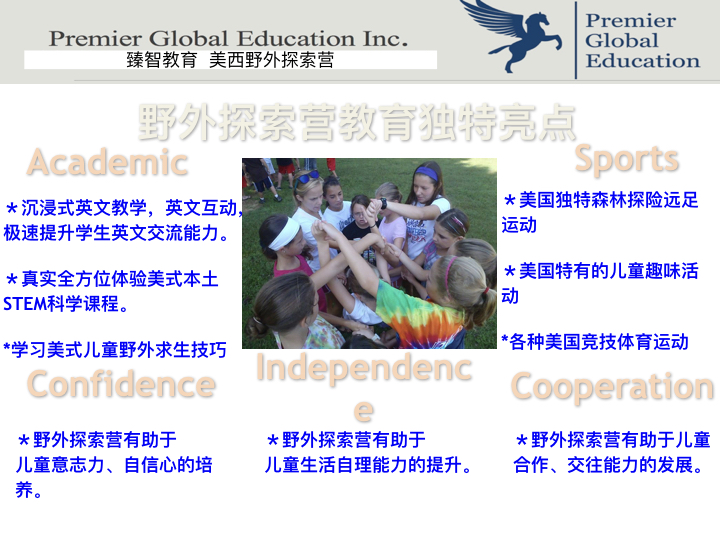 Premier Global Education Inc.
臻智教育 美西野外探索营
Premier
Global
Education
野外探索营教育独特亮点
Academic
＊沉浸式英文教学，英文互动，
极速提升学生英文交流能力。
＊真实全方位体验美式本土
STEM科学课程。
*学习美式儿童野外求生技巧
Sports
＊美国独特森林探险远足
运动
＊美国特有的儿童趣味活
动
*各种美国竞技体育运动
Confidence
＊野外探索营有助于
儿童意志力、自信心的培
养。
Independenc
e
＊野外探索营有助于
儿童生活自理能力的提升。
Cooperation
＊野外探索营有助于儿童
合作、交往能力的发展。